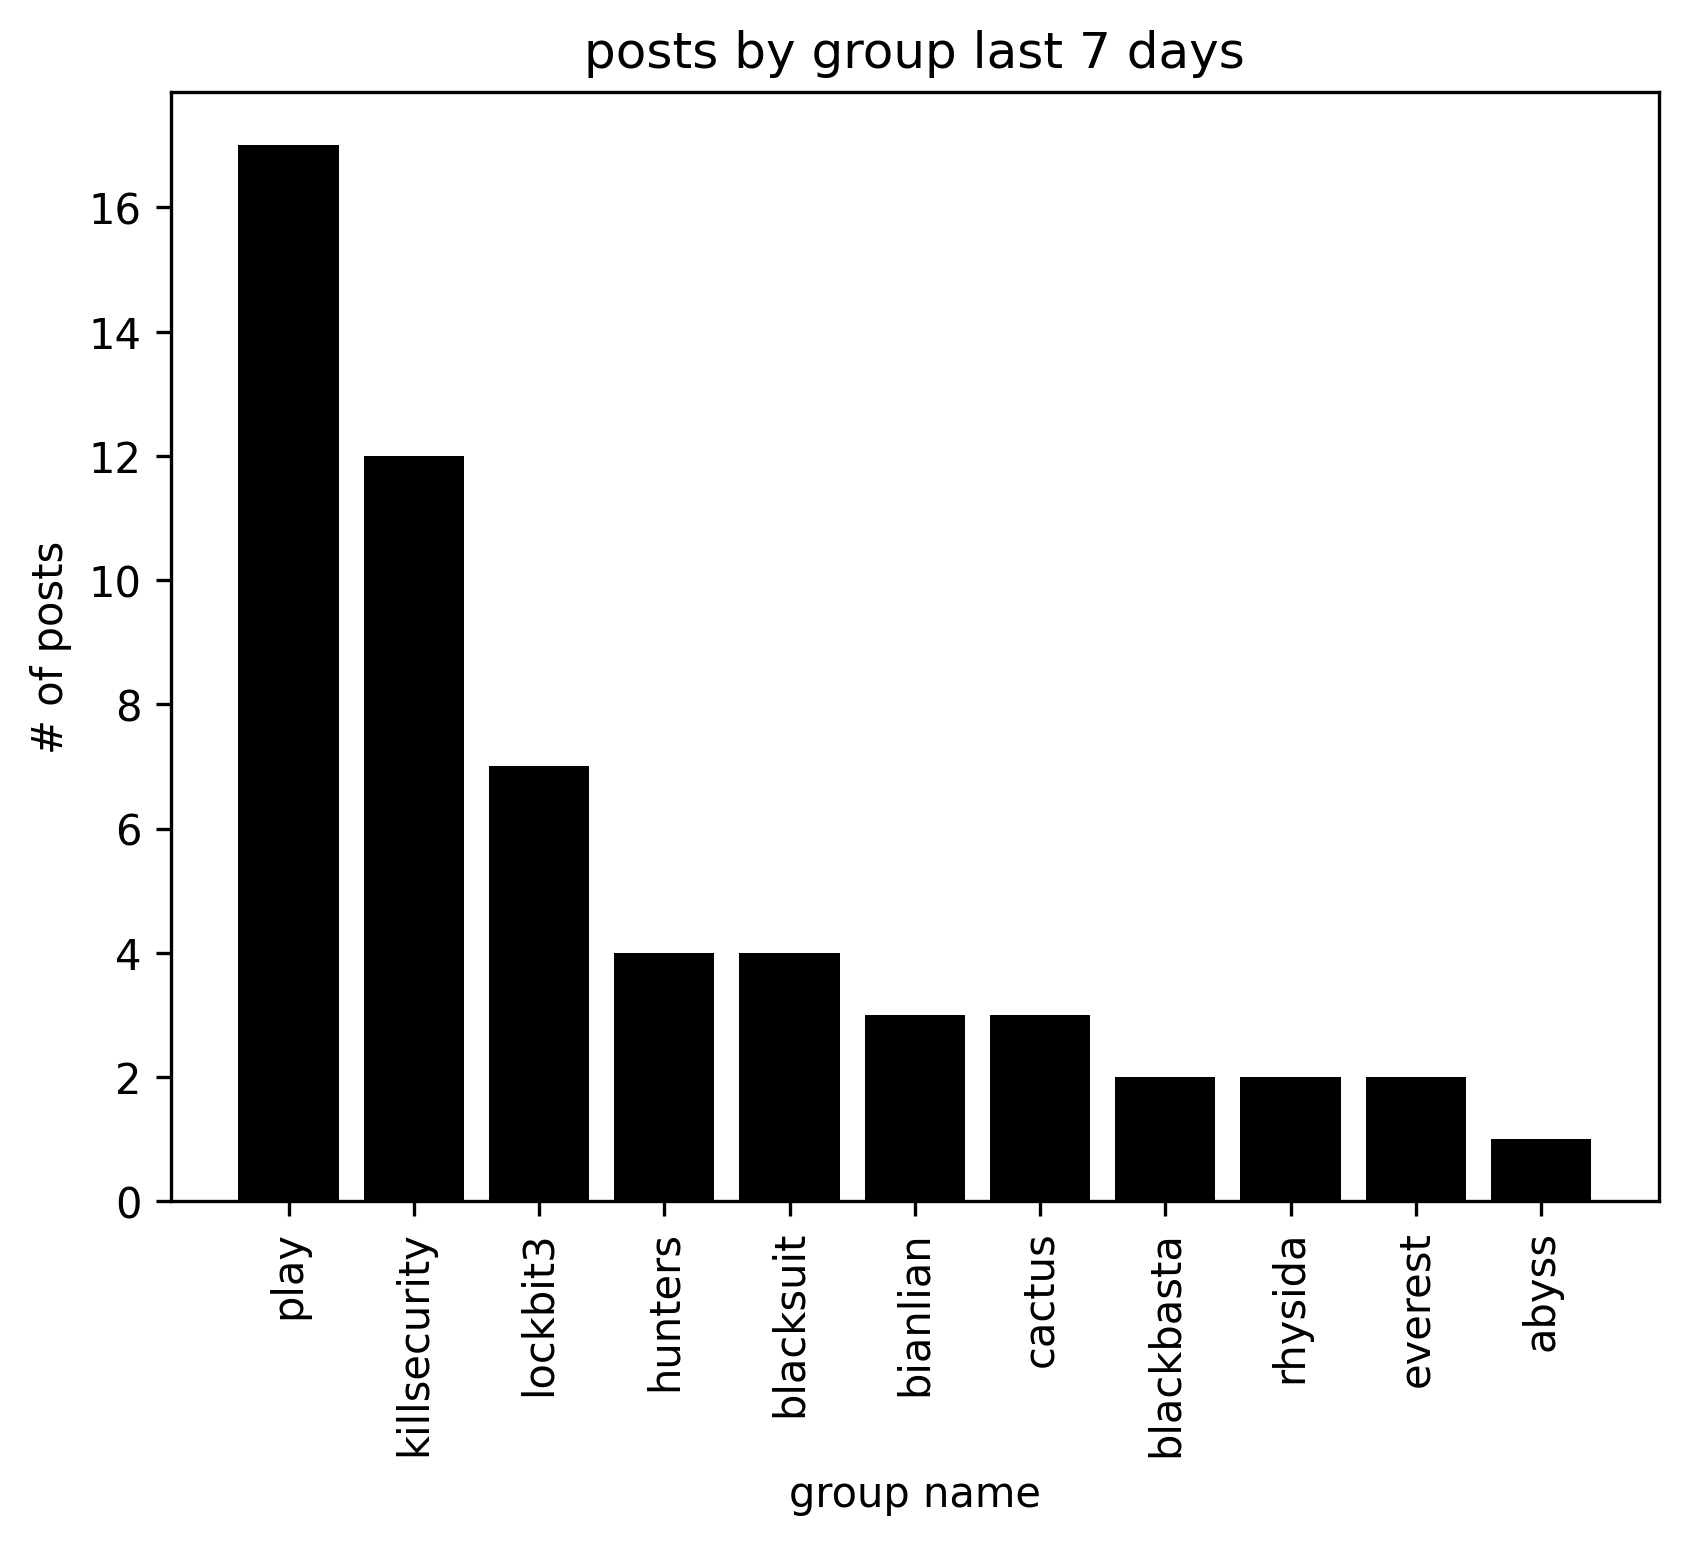 posts by group last 7 days
# of posts
16
14
12
10
8
6
4
2
0
play
killsecurity
lockbit3
hunters
blacksuit
bianlian
cactus
blackbasta
rhysida
everest
abyss
group name